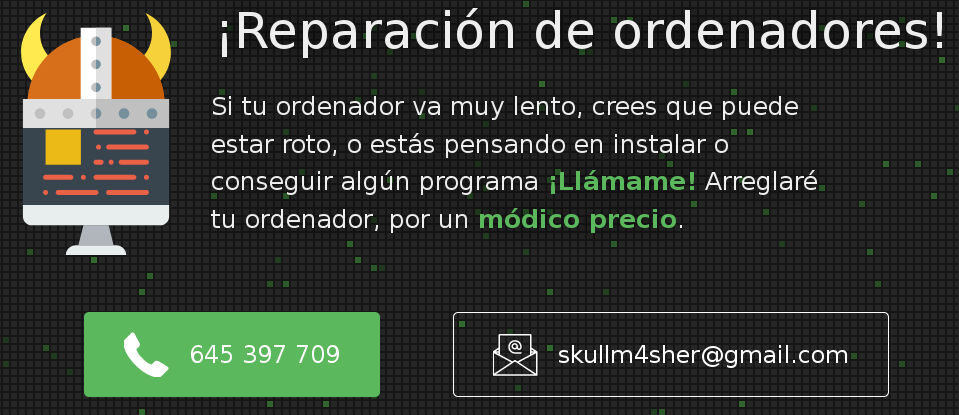 ¡Reparación de ordenadores!
Si tu ordenador va muy lento, crees que puede
estar roto, o estás pensando en instalar o
conseguir algún programa ¡Llámame! Arreglaré
tu ordenador, por un módico precio.
645 397 709
@
skullm4sher@gmail.com